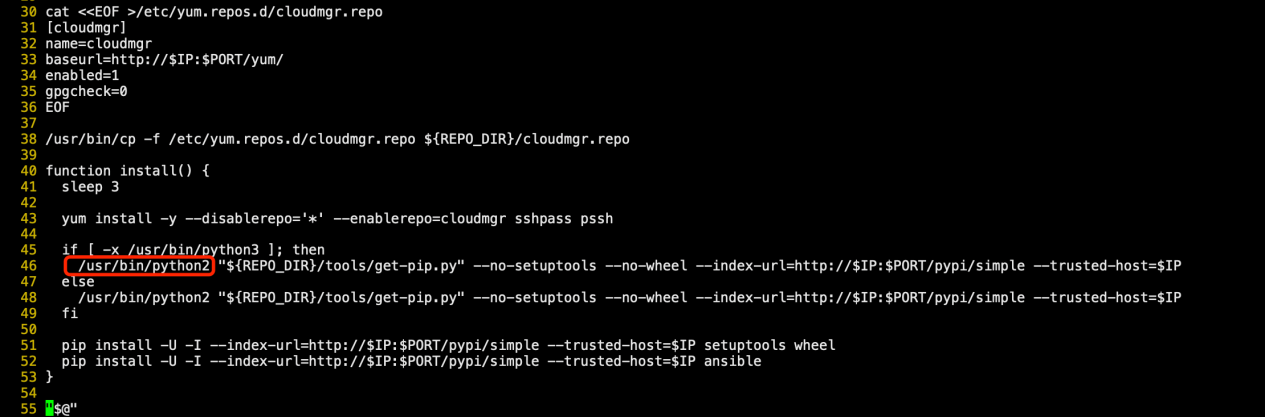 30 cat <<EOF >/etc/yum.repos.d/cloudmgr.repo
31 [cloudmgr]
32 name=cloudmgr
33 baseurl=http://$IP:$PORT/yum/
34 enabled=1
35 gpgcheck=0
36 EOF
37
38 /usr/bin/cp -f /etc/yum.repos.d/cloudmgr.repo ${REPO_DIR}/cloudmgr.repo
39
40 function install() {
41   sleep 3
42
43   yum install -y --disablerepo='*' --enablerepo=cloudmgr sshpass pssh
44
45   if [ -x /usr/bin/python3 ]; then
46     /usr/bin/python2 "${REPO_DIR}/tools/get-pip.py" --no-setuptools --no-wheel --index-url=http://$IP:$PORT/pypi/simple --trusted-host=$IP
47   else
48     /usr/bin/python2 "${REPO_DIR}/tools/get-pip.py" --no-setuptools --no-wheel --index-url=http://$IP:$PORT/pypi/simple --trusted-host=$IP
49   fi
50
51   pip install -U -I --index-url=http://$IP:$PORT/pypi/simple --trusted-host=$IP setuptools wheel
52   pip install -U -I --index-url=http://$IP:$PORT/pypi/simple --trusted-host=$IP ansible
53 }
54
55 "$@"